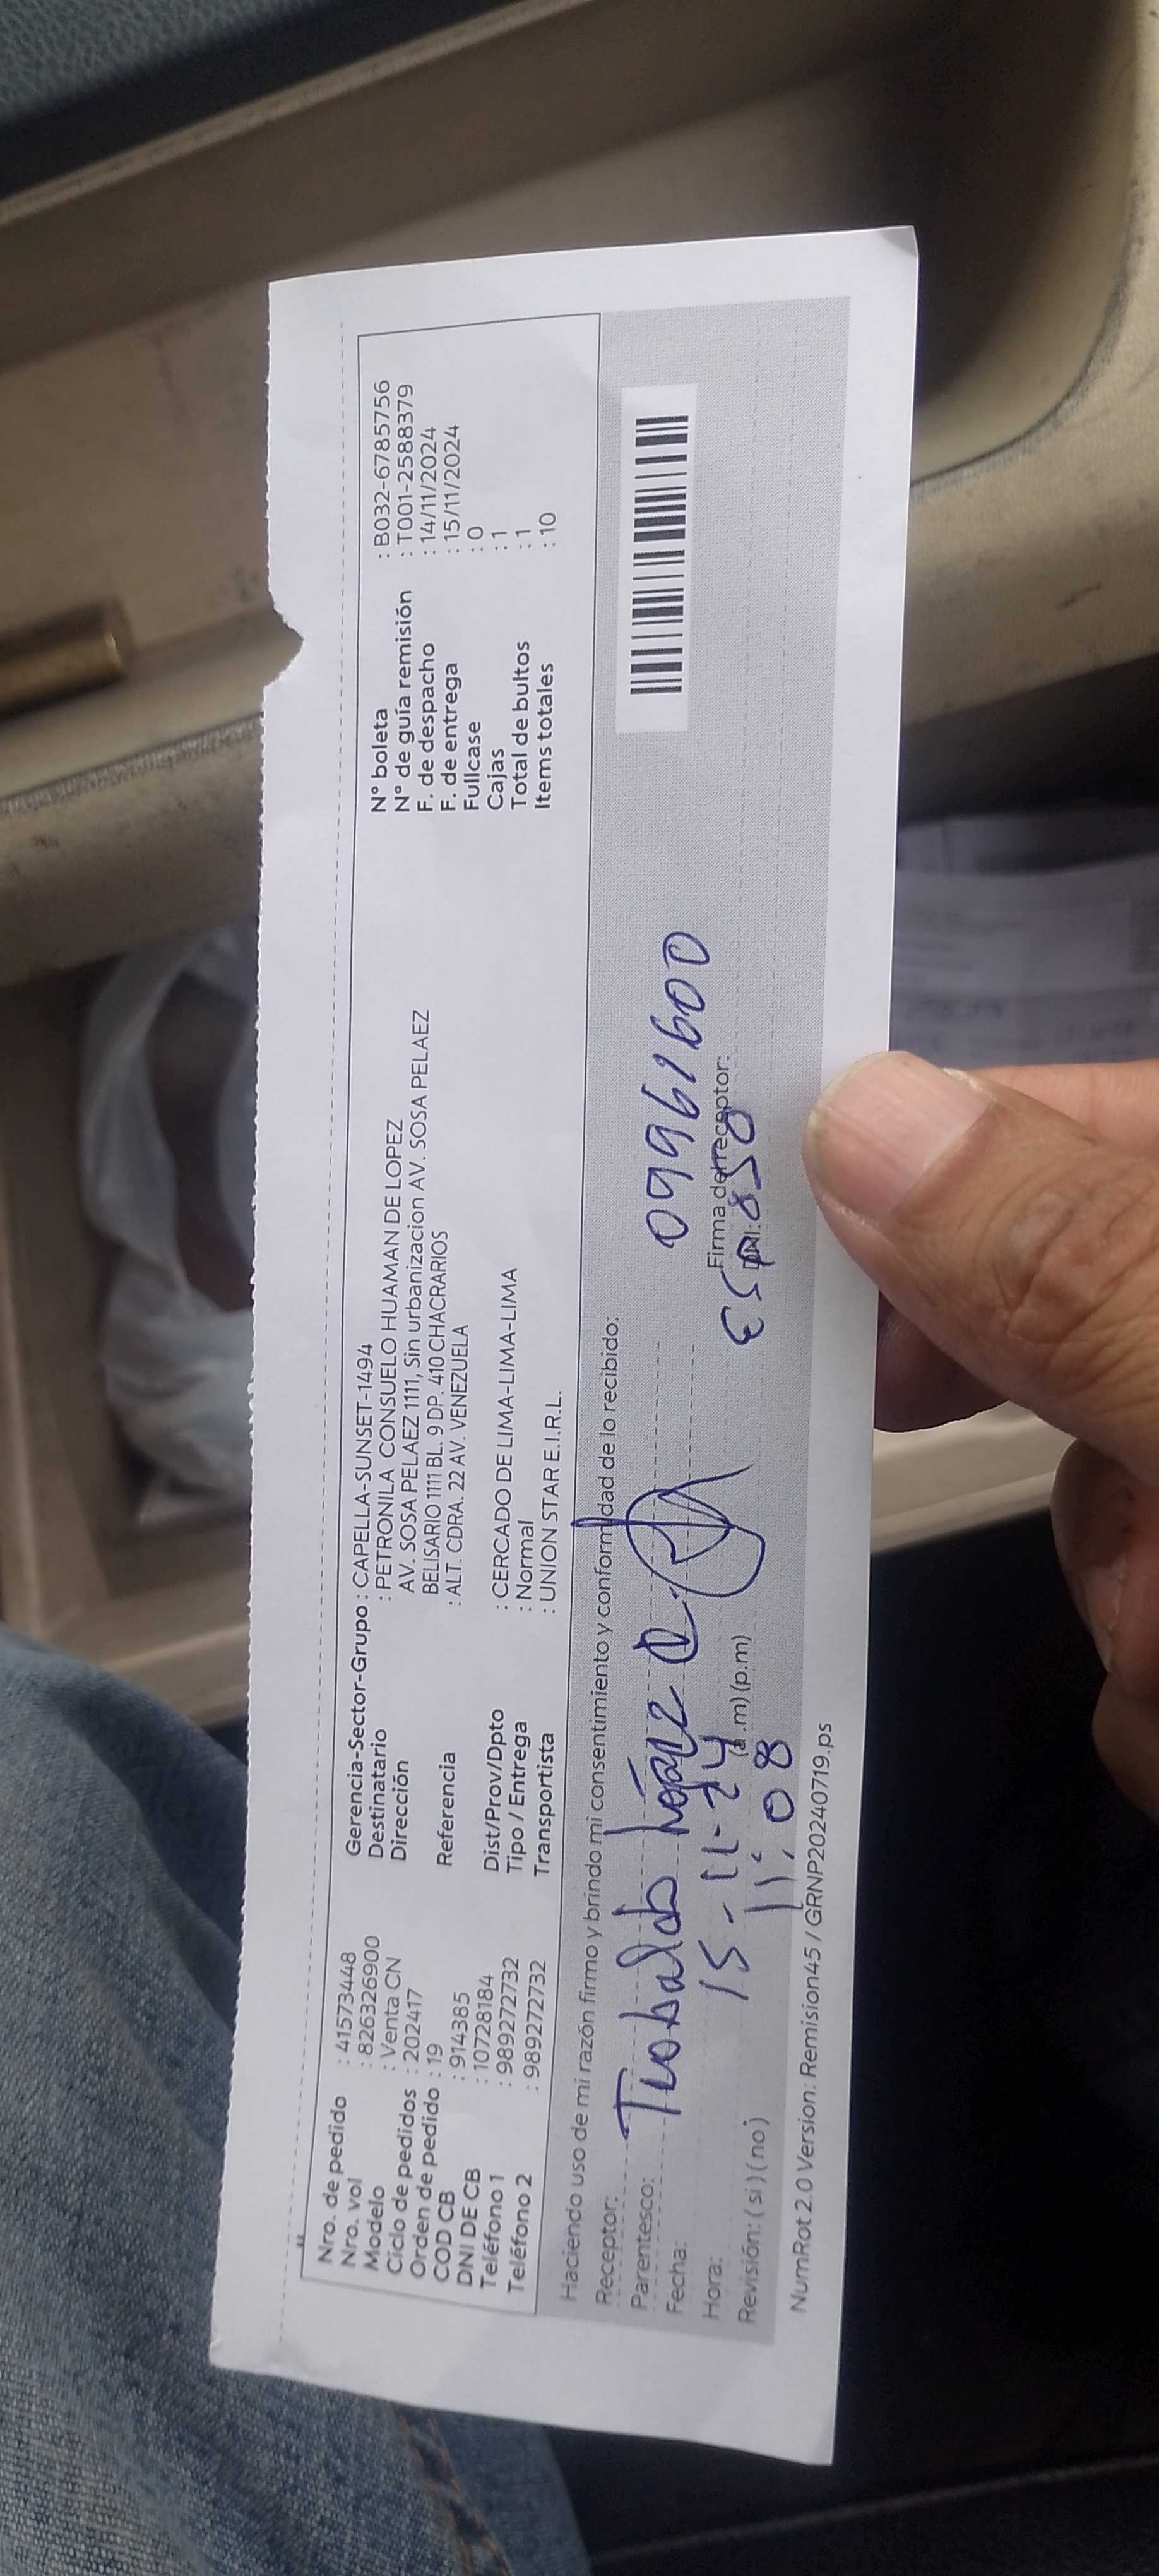 Nro. de pedido : 41573448
Nro. vol : 8263269​00
Modelo : Venta CN
Ciclo de pedidos : 202417
Orden de pedido : 19
COD CB : 914385
DNI DE CB : 10728184
Teléfono 1 : 989272732
Teléfono 2 : 989272732
Gerencia-Sector-Grupo : CAPELLA-SUNSET-1494
Destinatario : PETRONILA CONSUELO HUAMAN DE LOPEZ
Dirección AV. SOSA PELAEZ 1111, Sin urbanizacion AV. SOSA PELAEZ
BELISARIO 1111 BL. 9 DP. 410 CHACRARIOS
Referencia : ALT. CDRA. 22 AV. VENEZUELA
Dist/Prov/Dpto : CERCADO DE LIMA-LIMA-LIMA
Tipo / Entrega : Normal
Transportista : UNION STAR E.I.R.L.
N° boleta : B032-6785756
N° de guía remisión : T001-2588379
F. de despacho : 14/11/2024
F. de entrega : 15/11/2024
Fullcase : 0
Cajas : 1
Total de bultos : 1
Items totales : 10
Haciendo uso de mi razón firmo y brindo mi consentimiento y conformidad de lo recibido:
Receptor:
Parentesco:
Fecha: 15-11-24
Hora: 11:08 (a.m) (p.m)
Revisión: ( si ) ( no )
Firma del receptor:
DNI:
ESPOSO
NumRot 2.0 Version: Remision45 / GRNP20240719.ps